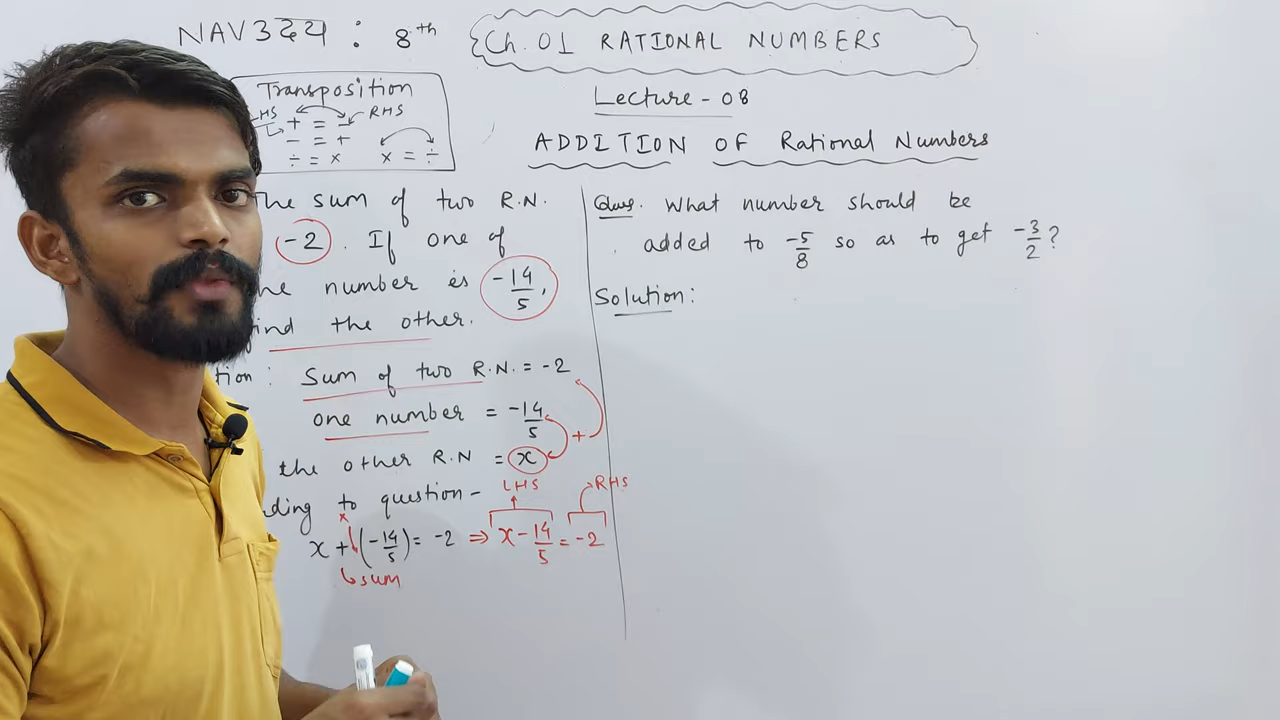 NAV3224 : 8th
Ch. 01 RATIONAL NUMBERS
Lecture - 08
ADDITION OF Rational Numbers
Transposition
HS + = - RHS
- = +
÷ = × × = ÷
The sum of two R.N.
-2. If one of
number is -14/5,
find the other.
Sum of two R.N. = -2
one number = -14/5
+
the other R.N = x
to question -
LHS RHS
x + (-14/5) = -2 ⇒ x - 14/5 = -2
↳ sum
Ques. What number should be
added to -5/8 so as to get -3/2?
Solution: